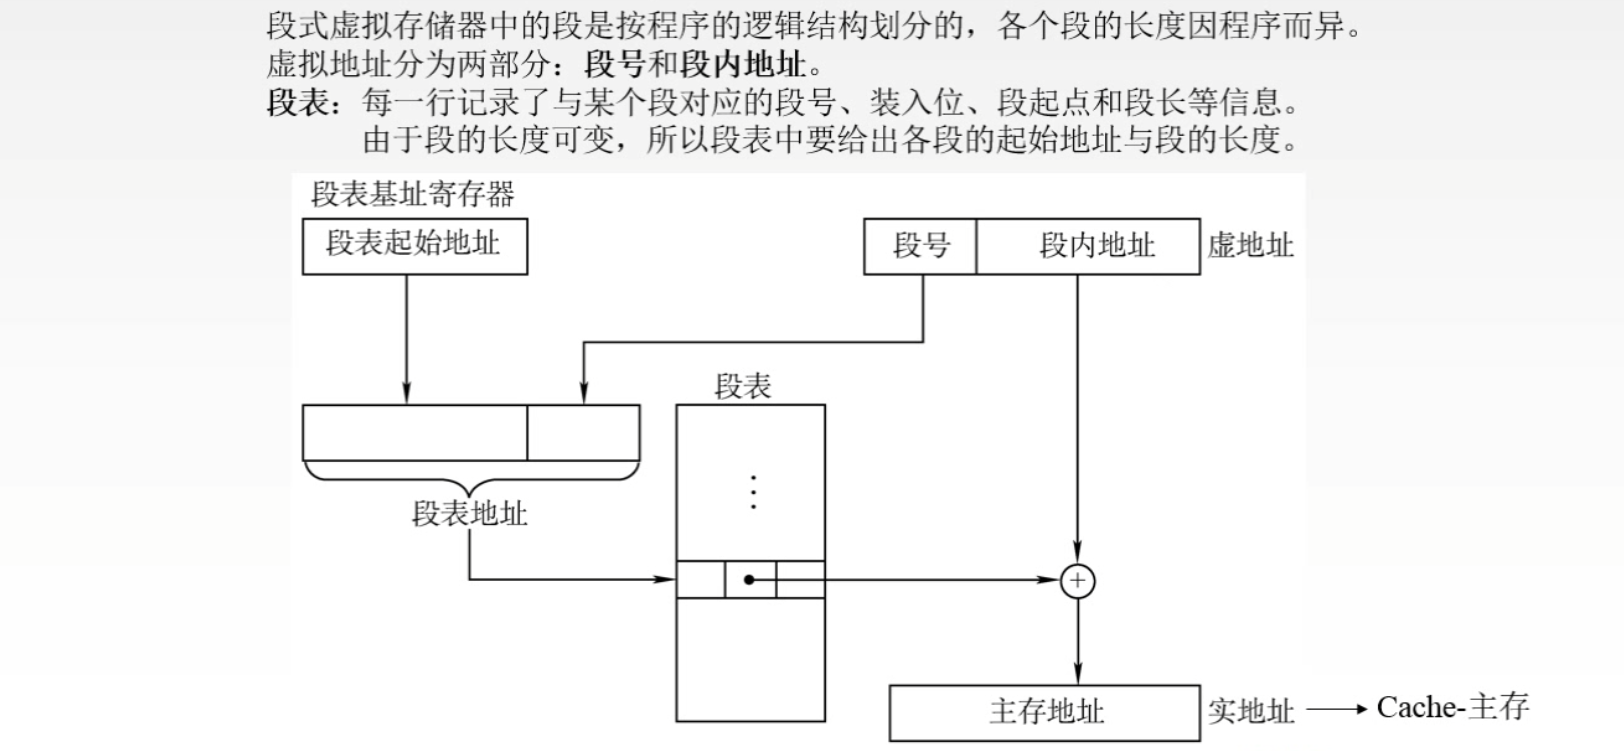 段式虚拟存储器中的段是按程序的逻辑结构划分的，各个段的长度因程序而异。
虚拟地址分为两部分：段号和段内地址。
段表：每一行记录了与某个段对应的段号、装入位、段起点和段长等信息。
由于段的长度可变，所以段表中要给出各段的起始地址与段的长度。
段表基址寄存器
段表起始地址
段号 段内地址 虚地址
段表
⋮
段表地址
+
主存地址 实地址 Cache-主存